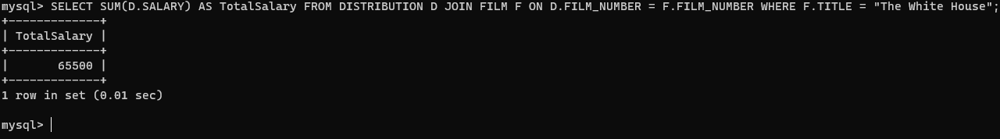 mysql> SELECT SUM(D.SALARY) AS TotalSalary FROM DISTRIBUTION D JOIN FILM F ON D.FILM_NUMBER = F.FILM_NUMBER WHERE F.TITLE = "The White House";
+-------------+
| TotalSalary |
+-------------+
|       65500 |
+-------------+
1 row in set (0.01 sec)
mysql>